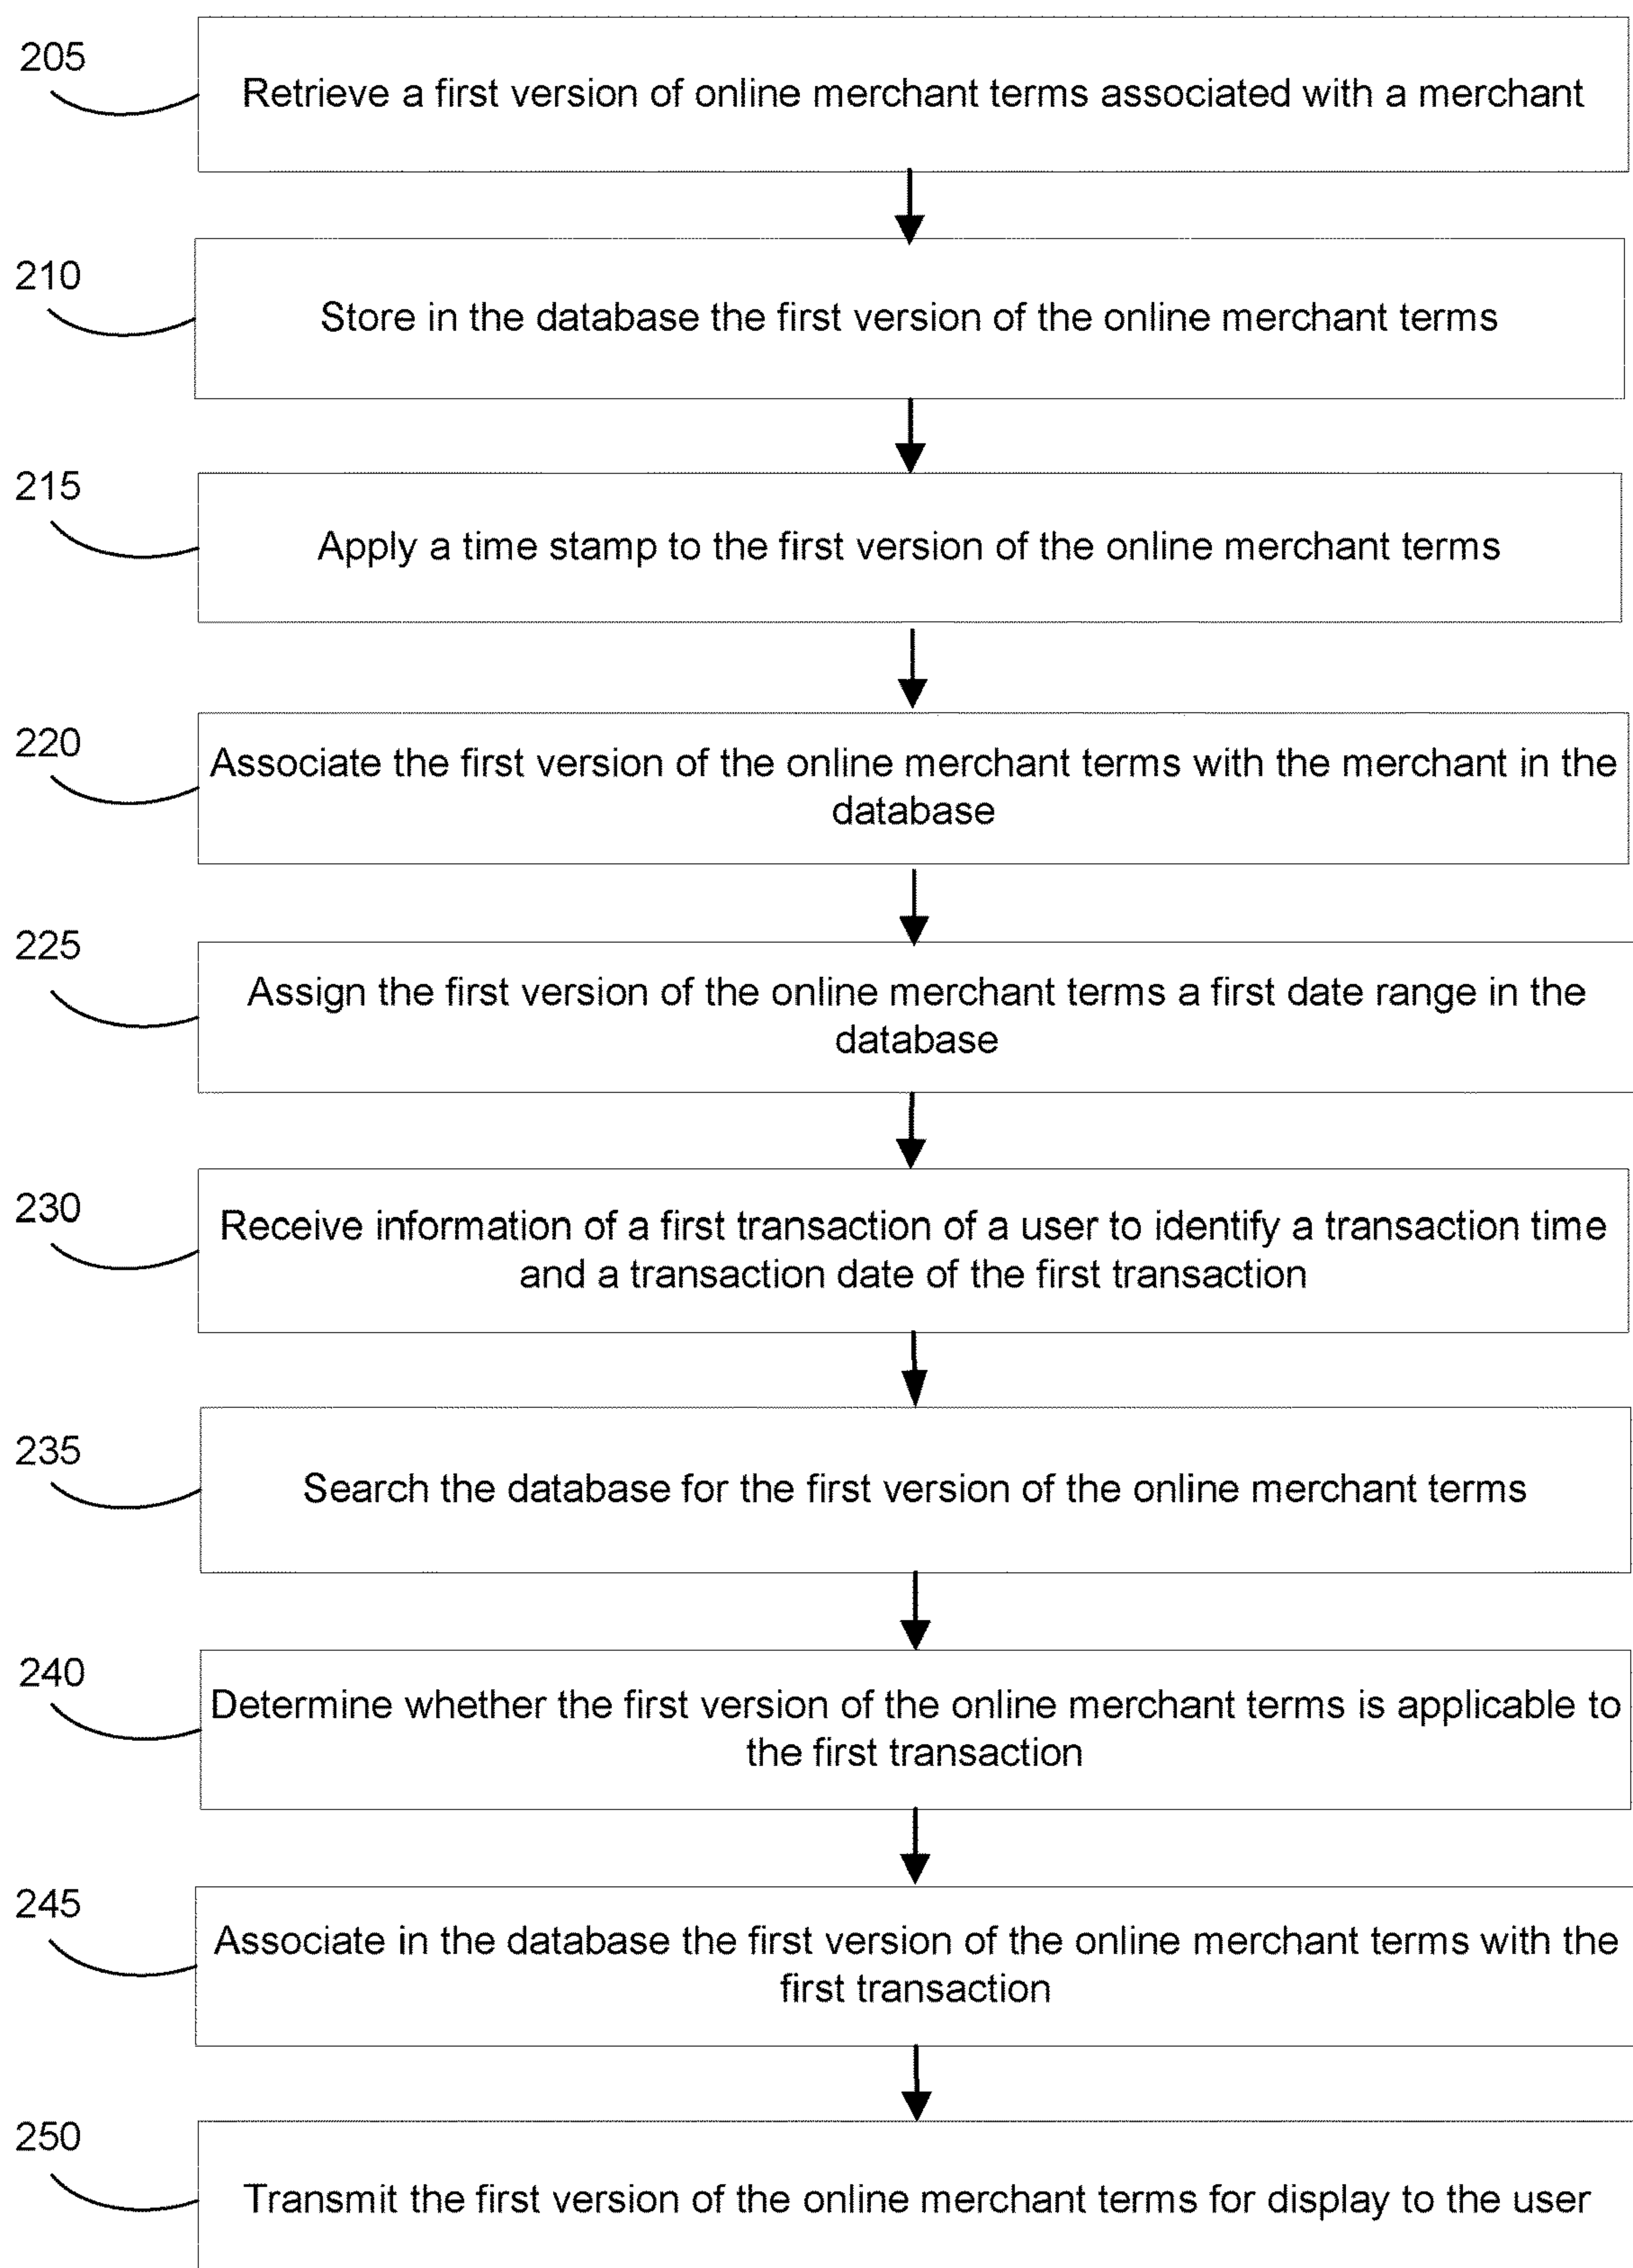 205
Retrieve a first version of online merchant terms associated with a merchant
210
Store in the database the first version of the online merchant terms
215
Apply a time stamp to the first version of the online merchant terms
220
Associate the first version of the online merchant terms with the merchant in the
database
225
Assign the first version of the online merchant terms a first date range in the
database
230
Receive information of a first transaction of a user to identify a transaction time
and a transaction date of the first transaction
235
Search the database for the first version of the online merchant terms
240
Determine whether the first version of the online merchant terms is applicable to
the first transaction
245
Associate in the database the first version of the online merchant terms with the
first transaction
250
Transmit the first version of the online merchant terms for display to the user